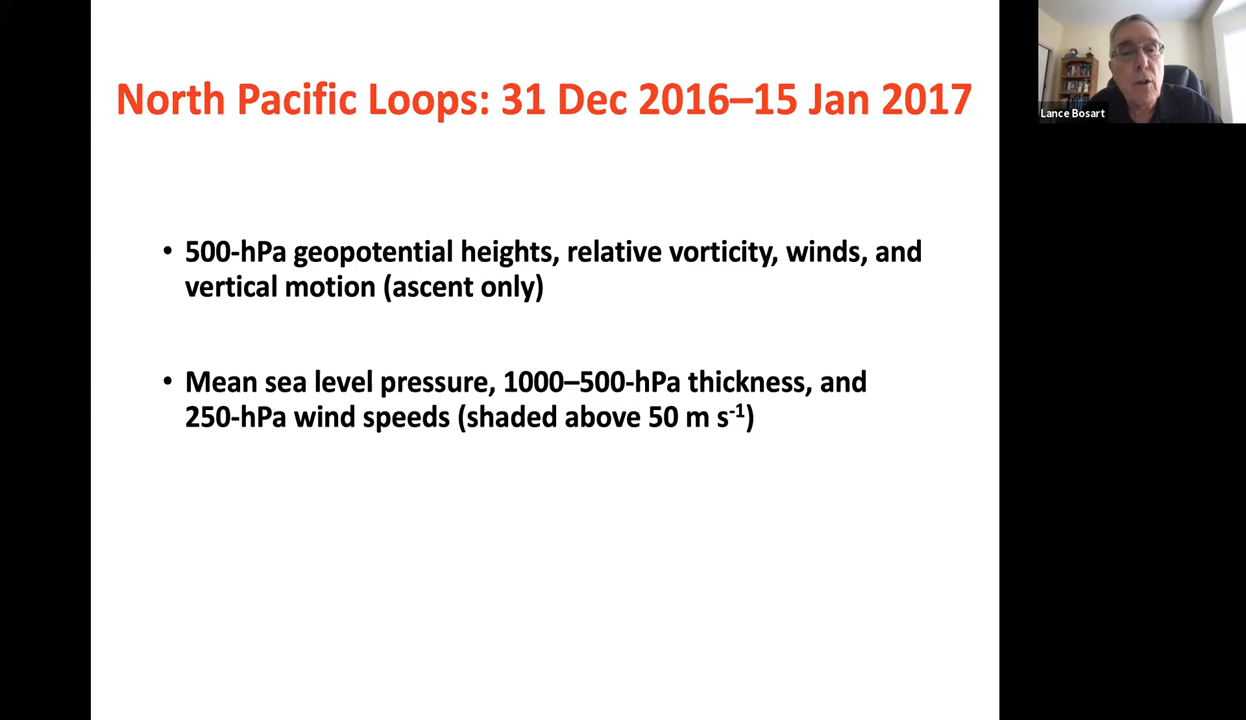 North Pacific Loops: 31 Dec 2016–15 Jan 2017
Lance Bosart
• 500-hPa geopotential heights, relative vorticity, winds, and
vertical motion (ascent only)
• Mean sea level pressure, 1000–500-hPa thickness, and
250-hPa wind speeds (shaded above 50 m s⁻¹)